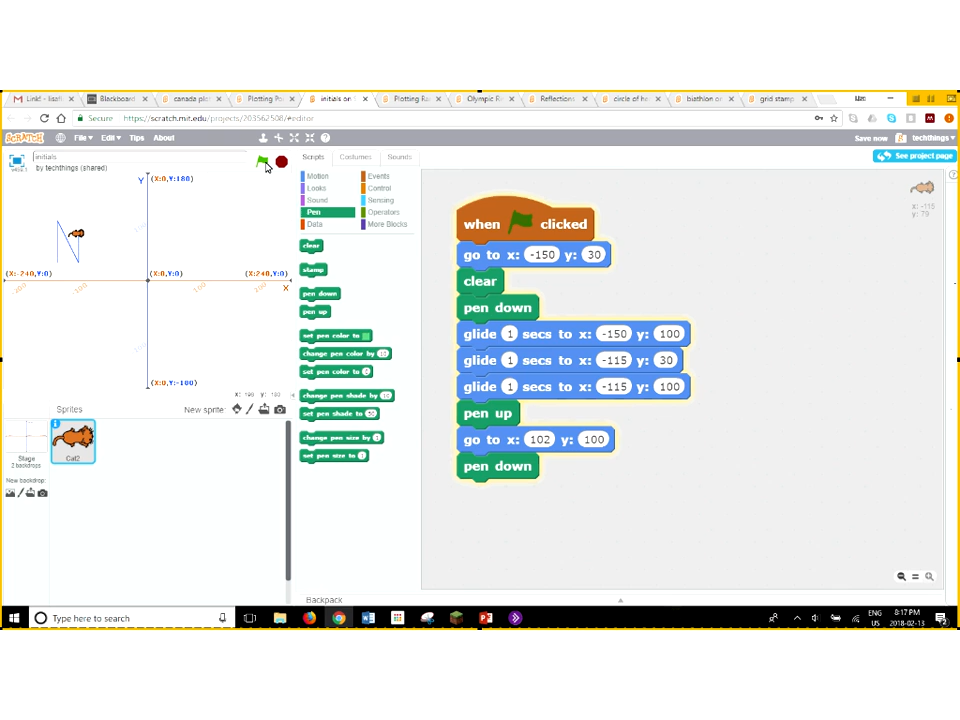 Link! - lisaf
Blackboard
canada plo
Plotting Po
initials on
Plotting Ra
Olympic Re
Reflections
circle of he
biathlon or
grid stamp
Secure https://scratch.mit.edu/projects/203562508/#editor
SCRATCH File Edit Tips About Save now techthings
initials
by techthings (shared)
Scripts Costumes Sounds
See project page
Y (X:0,Y:180)
(X:-240,Y:0) (X:0,Y:0) (X:240,Y:0)
X
(X:0,Y:-180)
Sprites New sprite:
Stage
2 backdrops
New backdrop:
Cat2
Motion Events
Looks Control
Sound Sensing
Pen Operators
Data More Blocks
clear
stamp
pen down
pen up
set pen color to
change pen color by 10
set pen color to 0
change pen shade by 10
set pen shade to 50
change pen size by 1
set pen size to 1
when clicked
go to x: -150 y: 30
clear
pen down
glide 1 secs to x: -150 y: 100
glide 1 secs to x: -115 y: 30
glide 1 secs to x: -115 y: 100
pen up
go to x: 102 y: 100
pen down
x: -115
y: 79
Backpack
Type here to search
ENG
US
8:17 PM
2018-02-13